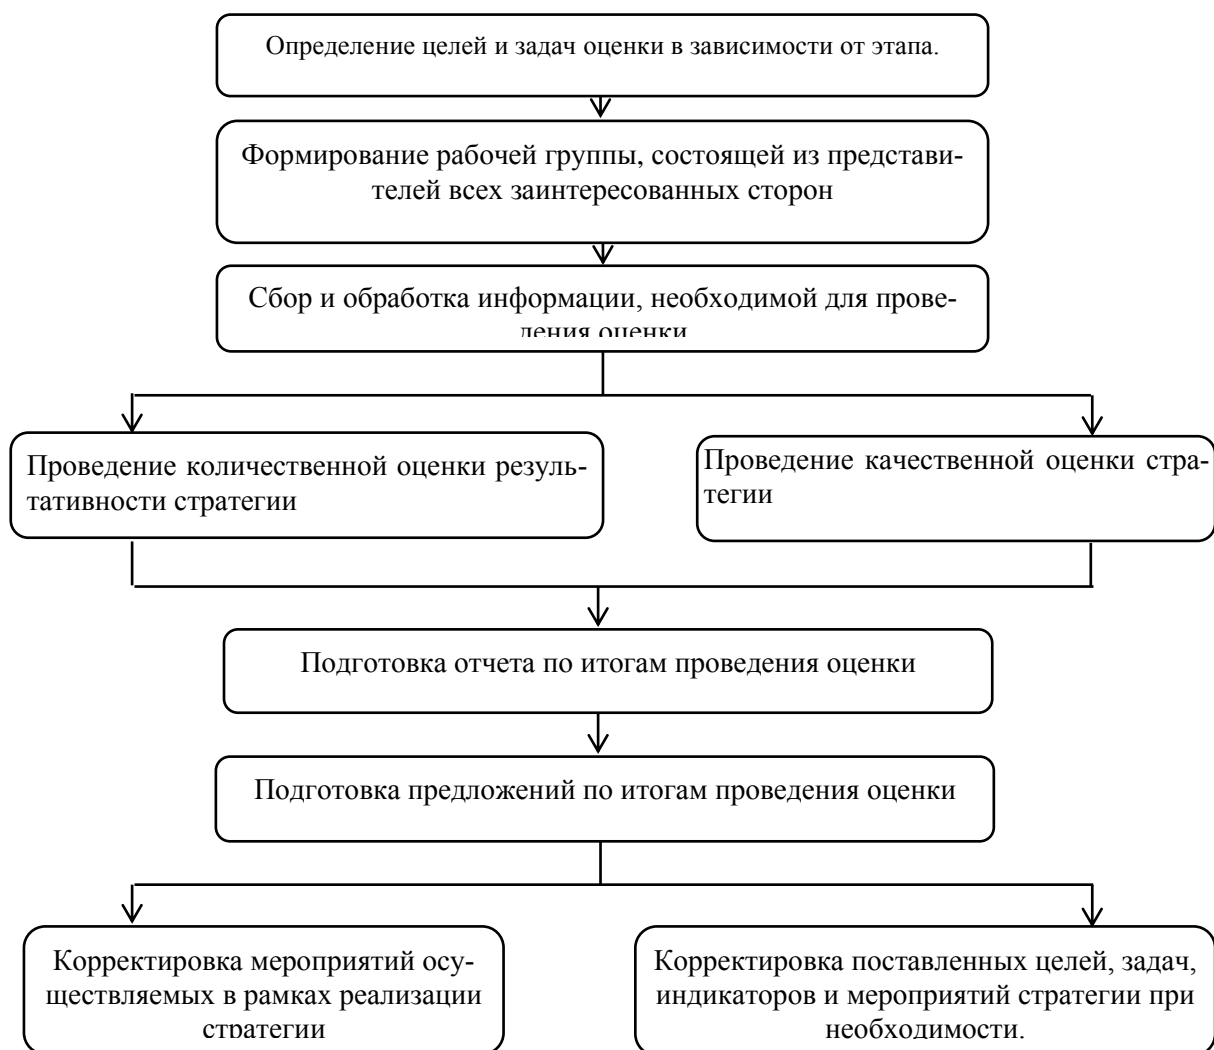 Определение целей и задач оценки в зависимости от этапа.
Формирование рабочей группы, состоящей из представи-
телей всех заинтересованных сторон
Сбор и обработка информации, необходимой для прове-
дения оценки
Проведение количественной оценки резуль-
тативности стратегии
Проведение качественной оценки стра-
тегии
Подготовка отчета по итогам проведения оценки
Подготовка предложений по итогам проведения оценки
Корректировка мероприятий осу-
ществляемых в рамках реализации
стратегии
Корректировка поставленных целей, задач,
индикаторов и мероприятий стратегии при
необходимости.